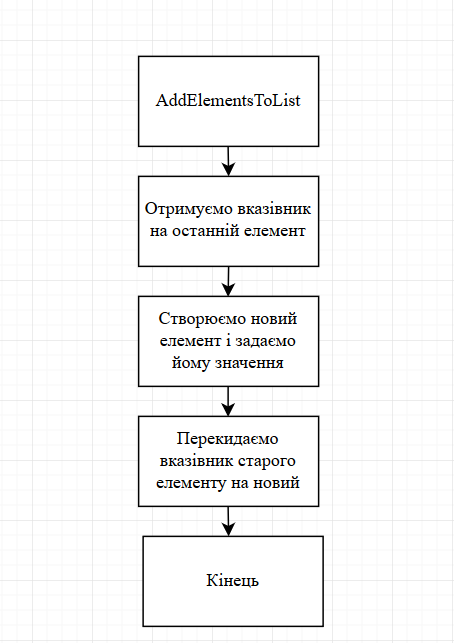 AddElementsToList
Отримуємо вказівник
на останній елемент
Створюємо новий
елемент і задаємо
йому значення
Перекидаємо
вказівник старого
елементу на новий
Кінець